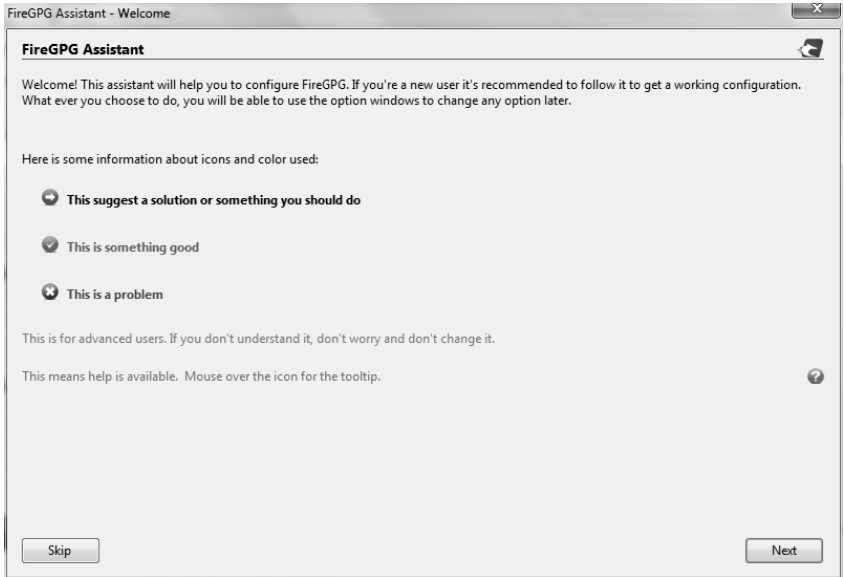 FireGPG Assistant - Welcome
FireGPG Assistant
Welcome! This assistant will help you to configure FireGPG. If you're a new user it's recommended to follow it to get a working configuration.
What ever you choose to do, you will be able to use the option windows to change any option later.
Here is some information about icons and color used:
This suggest a solution or something you should do
This is something good
This is a problem
This is for advanced users. If you don't understand it, don't worry and don't change it.
This means help is available. Mouse over the icon for the tooltip.
Skip
Next